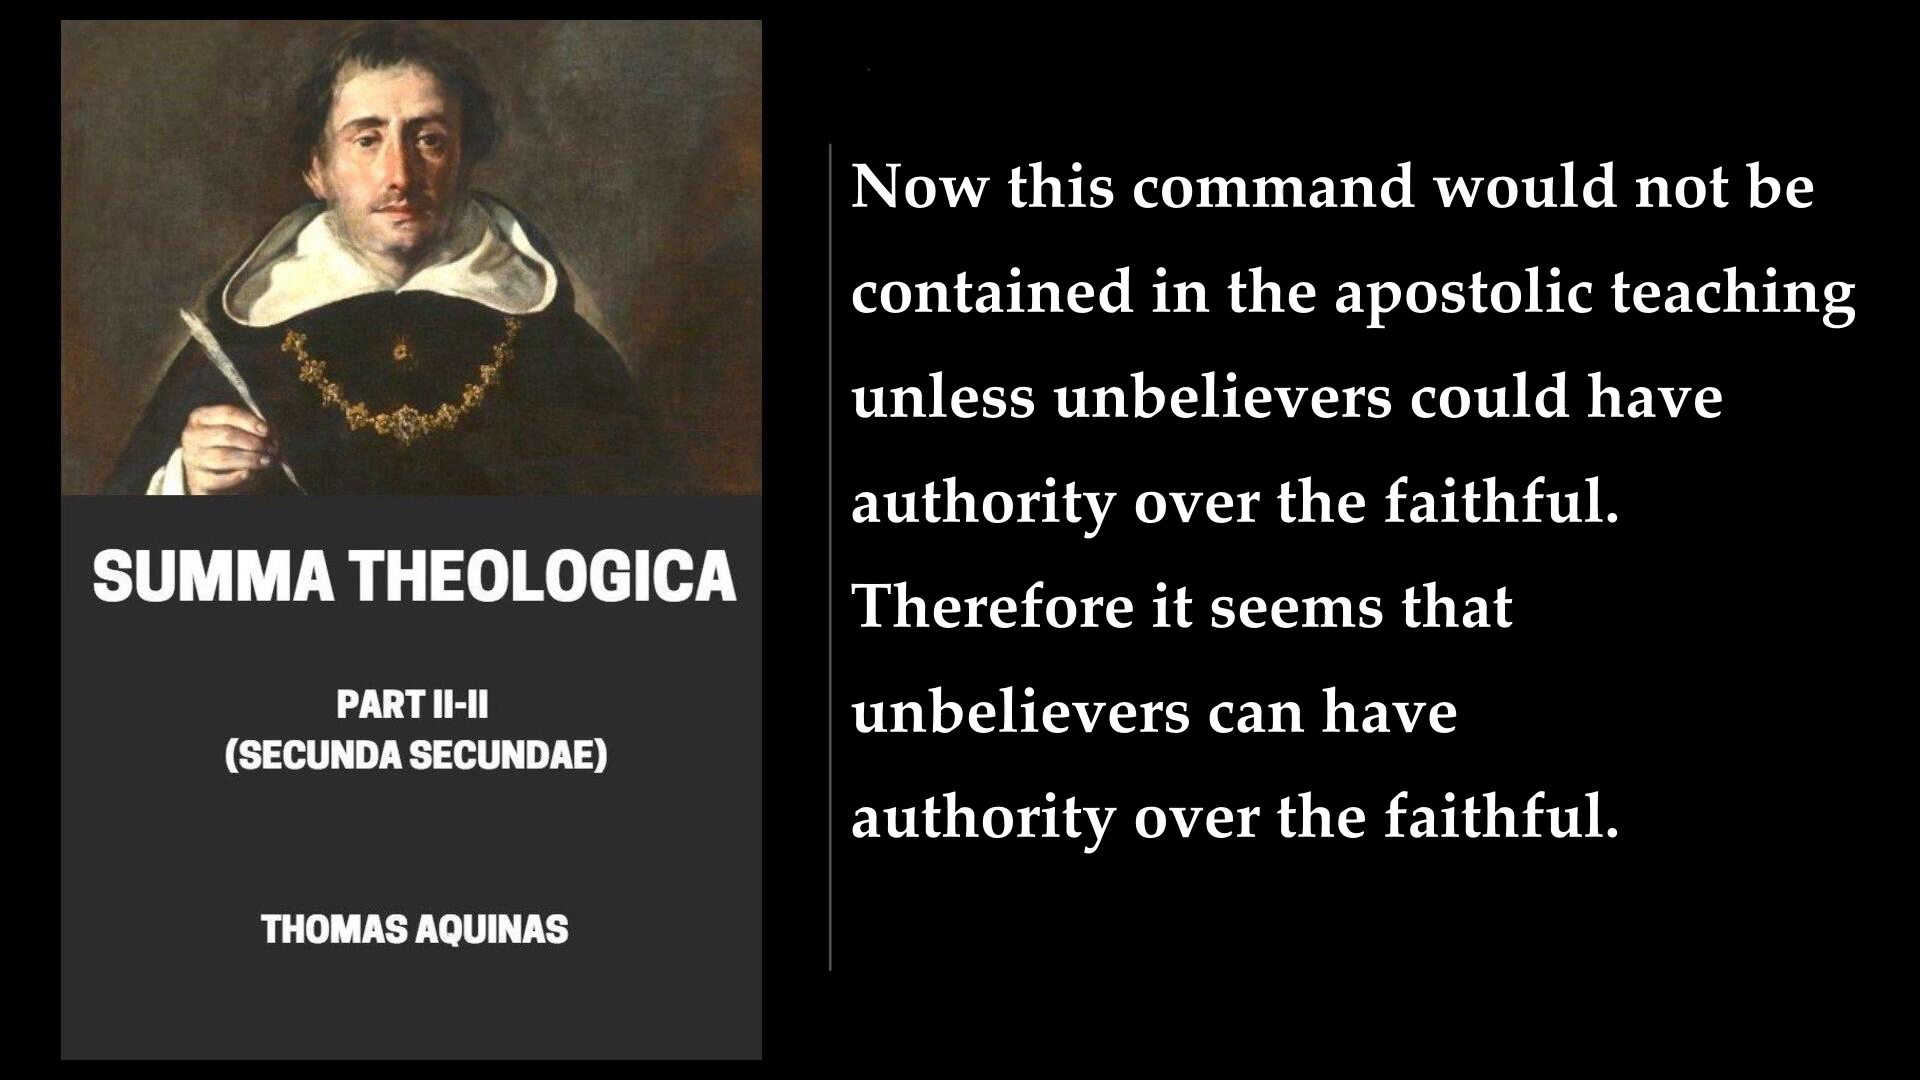 SUMMA THEOLOGICA
PART II-II
(SECUNDA SECUNDAE)
THOMAS AQUINAS
Now this command would not be
contained in the apostolic teaching
unless unbelievers could have
authority over the faithful.
Therefore it seems that
unbelievers can have
authority over the faithful.